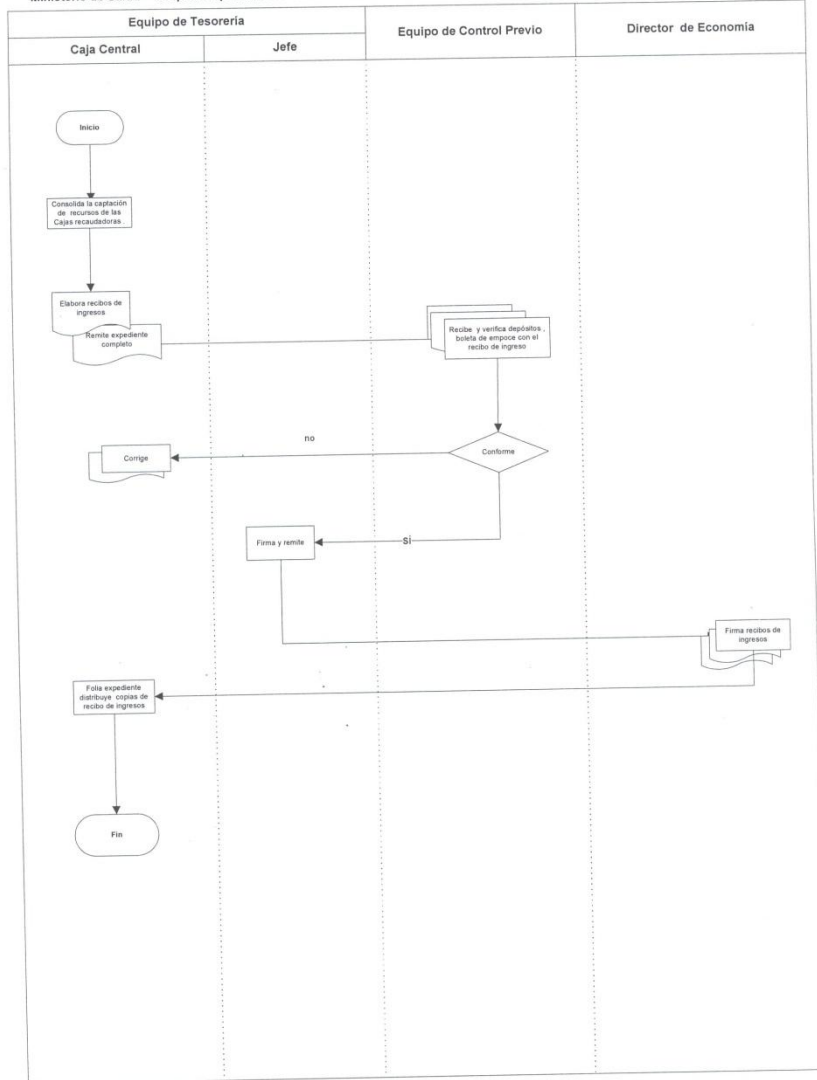 Equipo de Tesorería
Equipo de Control Previo
Director de Economía
Caja Central
Jefe
Inicio
Consolida la captación
de recursos de las
Cajas recaudadoras .
Elabora recibos de
ingresos
Remite expediente
completo
Recibe y verifica depósitos ,
boleta de empoce con el
recibo de ingreso
no
Conforme
Corrige
Firma y remite
SÍ
Firma recibos de
ingresos
Folia expediente
distribuye copias de
recibo de ingresos
Fin